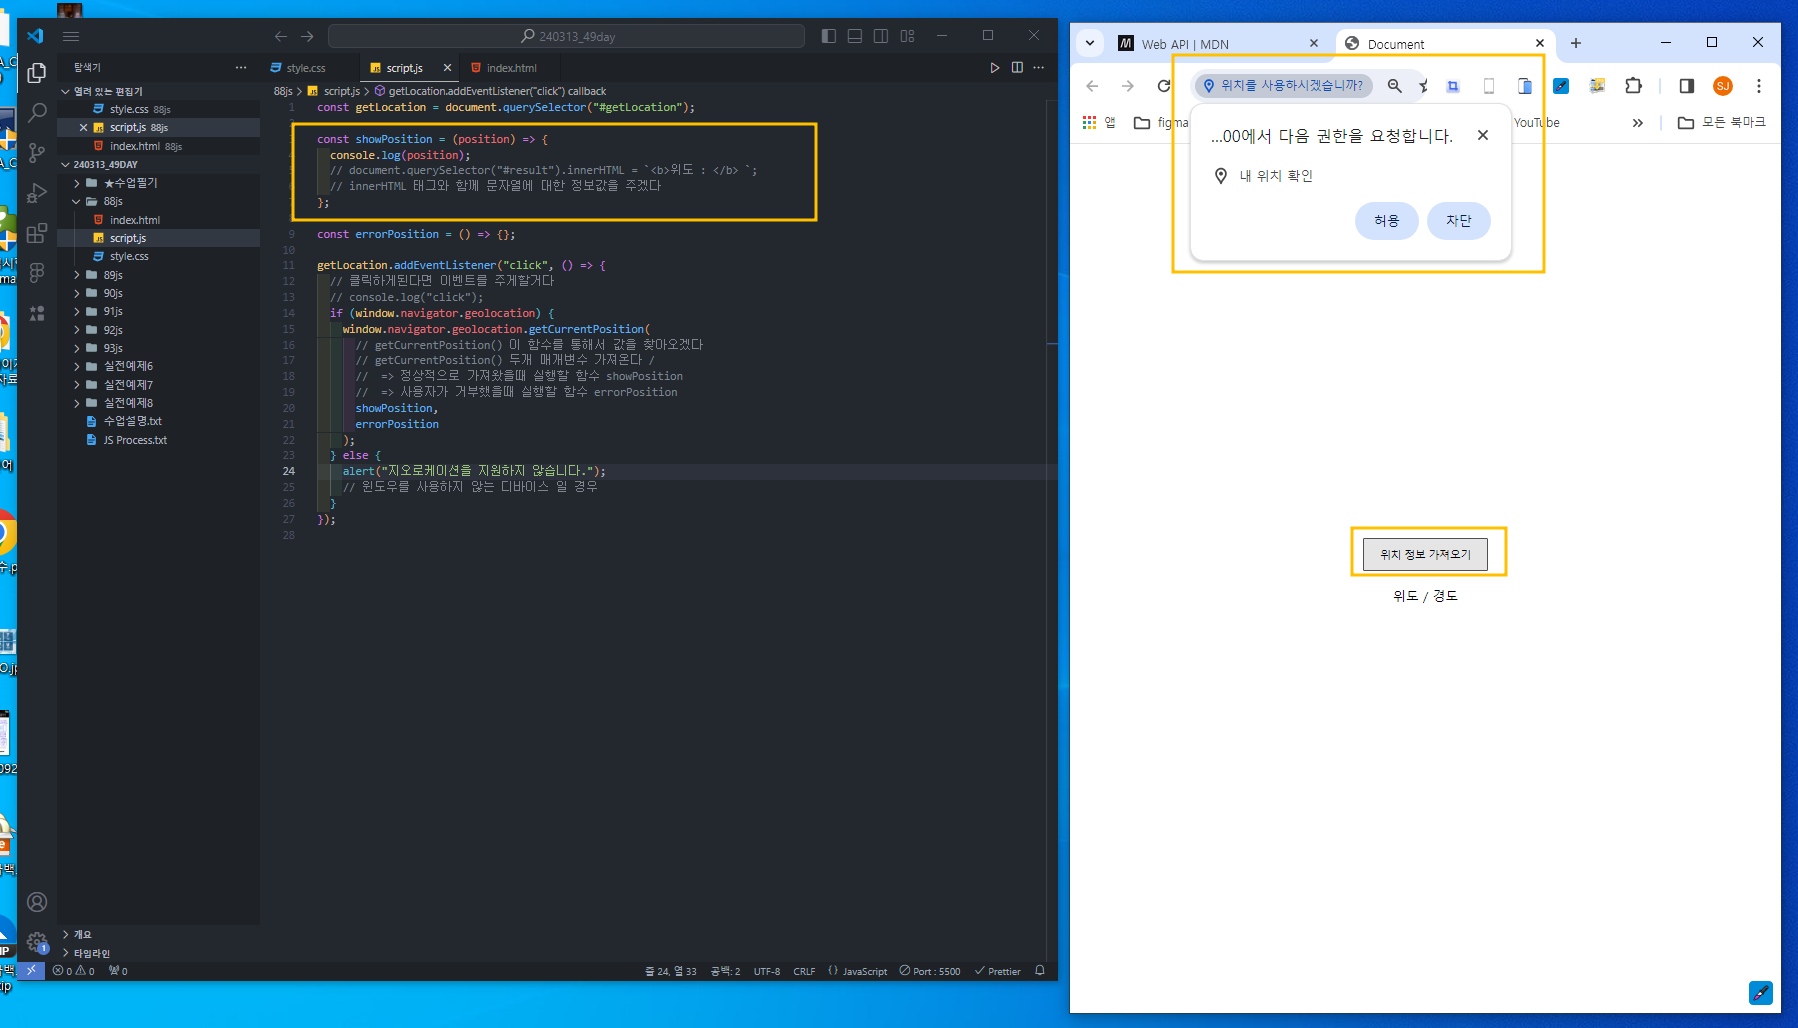 240313_49day
탐색기
style.css
script.js
index.html
열려 있는 편집기
style.css 88js
script.js 88js
index.html 88js
240313_49DAY
★수업필기
88js
index.html
script.js
style.css
89js
90js
91js
92js
93js
실전예제6
실전예제7
실전예제8
수업설명.txt
JS Process.txt
개요
타임라인
88js > script.js > getLocation.addEventListener("click") callback
1 const getLocation = document.querySelector("#getLocation");
const showPosition = (position) => {
console.log(position);
// document.querySelector("#result").innerHTML = `<b>위도 : </b> `;
// innerHTML 태그와 함께 문자열에 대한 정보값을 주겠다
};
9 const errorPosition = () => {};
10
11 getLocation.addEventListener("click", () => {
12 // 클릭하게된다면 이벤트를 주게할거다
13 // console.log("click");
14 if (window.navigator.geolocation) {
15 window.navigator.geolocation.getCurrentPosition(
16 // getCurrentPosition() 이 함수를 통해서 값을 찾아오겠다
17 // getCurrentPosition() 두개 매개변수 가져온다 /
18 // => 정상적으로 가져왔을때 실행할 함수 showPosition
19 // => 사용자가 거부했을때 실행할 함수 errorPosition
20 showPosition,
21 errorPosition
22 );
23 } else {
24 alert("지오로케이션을 지원하지 않습니다.");
25 // 윈도우를 사용하지 않는 디바이스 일 경우
26 }
27 });
28
0 0 0
줄 24, 열 33 공백: 2 UTF-8 CRLF {} JavaScript Port : 5500 Prettier
Web API | MDN
Document
위치를 사용하시겠습니까?
SJ
앱
figma
YouTube
모든 북마크
...00에서 다음 권한을 요청합니다.
내 위치 확인
허용
차단
위치 정보 가져오기
위도 / 경도